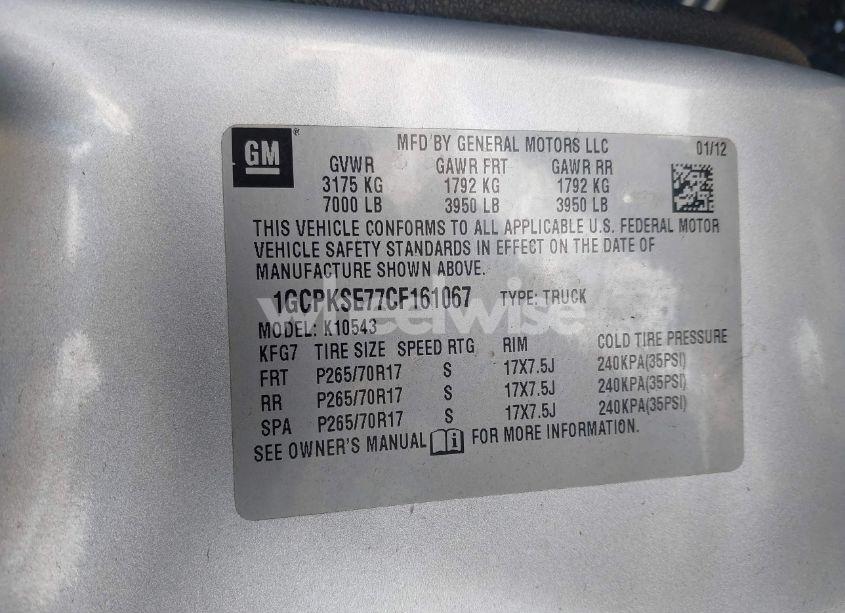 GM
MFD BY GENERAL MOTORS LLC 01/12
GVWR GAWR FRT GAWR RR
3175 KG 1792 KG 1792 KG
7000 LB 3950 LB 3950 LB
THIS VEHICLE CONFORMS TO ALL APPLICABLE U.S. FEDERAL MOTOR
VEHICLE SAFETY STANDARDS IN EFFECT ON THE DATE OF
MANUFACTURE SHOWN ABOVE.
1GCPKSE77CF161067 TYPE: TRUCK
wheelwise
MODEL: K10543
KFG7 TIRE SIZE SPEED RTG RIM COLD TIRE PRESSURE
FRT P265/70R17 S 17X7.5J 240KPA(35PSI)
RR P265/70R17 S 17X7.5J 240KPA(35PSI)
SPA P265/70R17 S 17X7.5J 240KPA(35PSI)
SEE OWNER'S MANUAL FOR MORE INFORMATION.